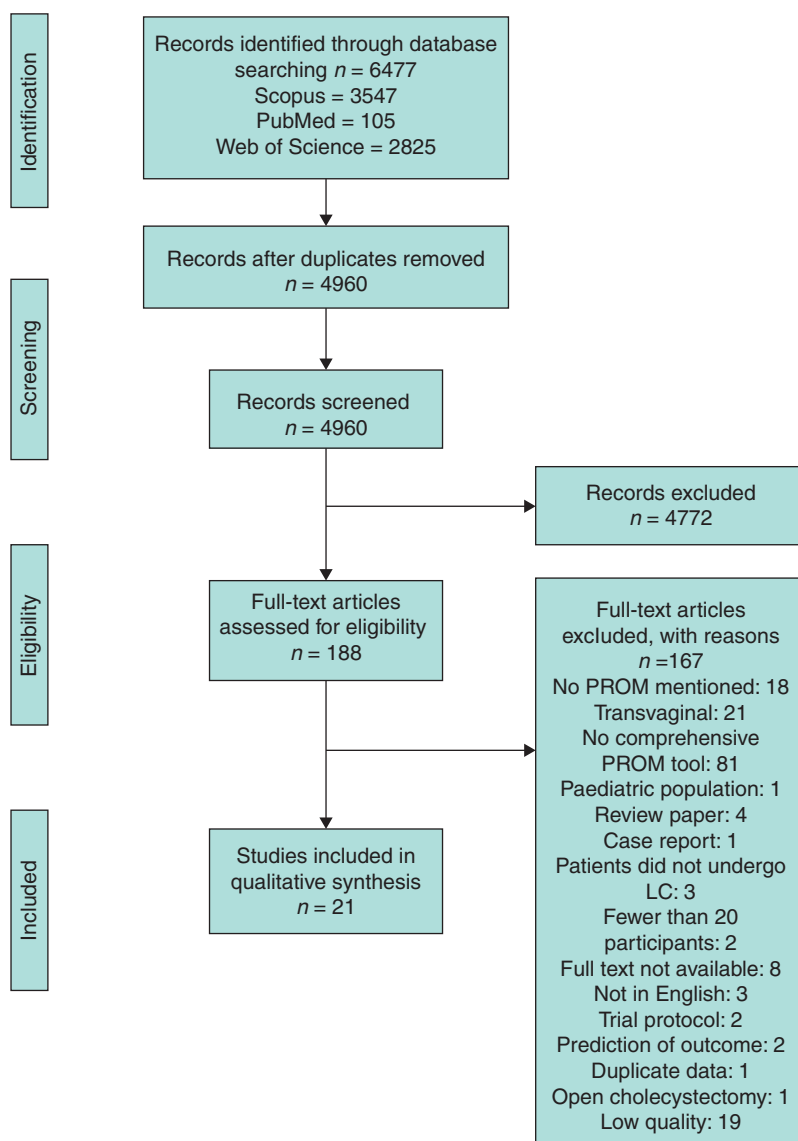 Identification
Records identified through database
searching n = 6477
Scopus = 3547
PubMed = 105
Web of Science = 2825
Records after duplicates removed
n = 4960
Screening
Records screened
n = 4960
Records excluded
n = 4772
Eligibility
Full-text articles
assessed for eligibility
n = 188
Full-text articles
excluded, with reasons
n =167
No PROM mentioned: 18
Transvaginal: 21
No comprehensive
PROM tool: 81
Paediatric population: 1
Review paper: 4
Case report: 1
Patients did not undergo
LC: 3
Fewer than 20
participants: 2
Full text not available: 8
Not in English: 3
Trial protocol: 2
Prediction of outcome: 2
Duplicate data: 1
Open cholecystectomy: 1
Low quality: 19
Included
Studies included in
qualitative synthesis
n = 21